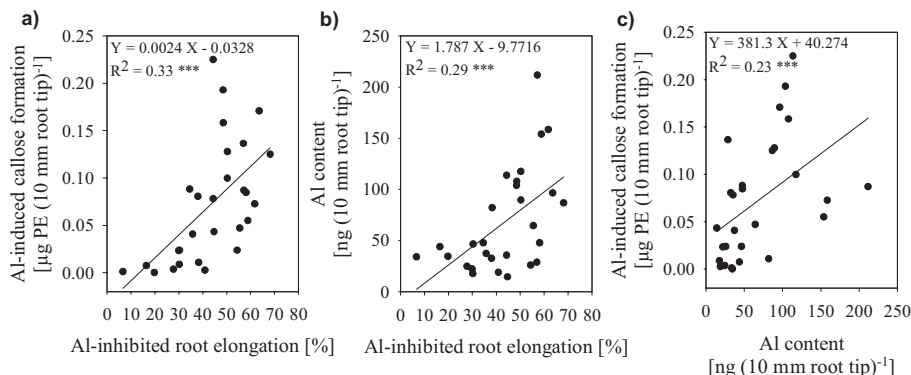 a)
Y = 0.0024 X - 0.0328
R² = 0.33 ***
Al-induced callose formation
[µg PE (10 mm root tip)⁻¹]
0.25
0.20
0.15
0.10
0.05
0.00
0 10 20 30 40 50 60 70 80
Al-inhibited root elongation [%]
b)
Y = 1.787 X - 9.7716
R² = 0.29 ***
Al content
[ng (10 mm root tip)⁻¹]
250
200
150
100
50
0
0 10 20 30 40 50 60 70 80
Al-inhibited root elongation [%]
c)
Y = 381.3 X + 40.274
R² = 0.23 ***
Al-induced callose formation
[µg PE (10 mm root tip)⁻¹]
0.25
0.20
0.15
0.10
0.05
0.00
0 50 100 150 200 250
Al content
[ng (10 mm root tip)⁻¹]